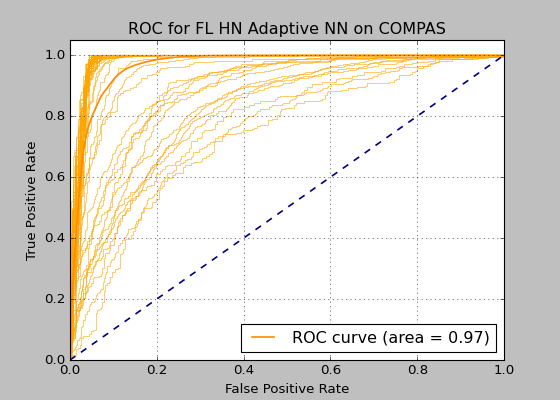 ROC for FL HN Adaptive NN on COMPAS
1.0
0.8
0.6
0.4
0.2
0.0
True Positive Rate
ROC curve (area = 0.97)
0.0 0.2 0.4 0.6 0.8 1.0
False Positive Rate